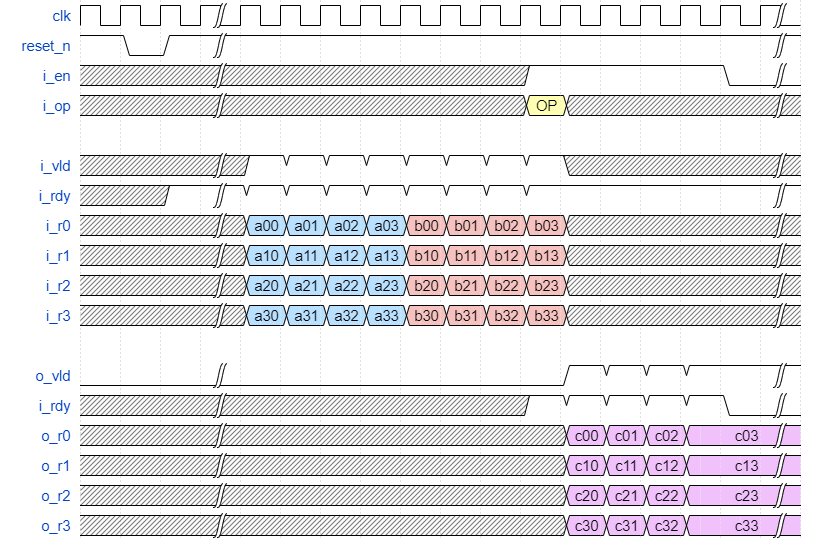 clk
reset_n
i_en
i_op OP
i_vld
i_rdy
i_r0 a00 a01 a02 a03 b00 b01 b02 b03
i_r1 a10 a11 a12 a13 b10 b11 b12 b13
i_r2 a20 a21 a22 a23 b20 b21 b22 b23
i_r3 a30 a31 a32 a33 b30 b31 b32 b33
o_vld
i_rdy
o_r0 c00 c01 c02 c03
o_r1 c10 c11 c12 c13
o_r2 c20 c21 c22 c23
o_r3 c30 c31 c32 c33